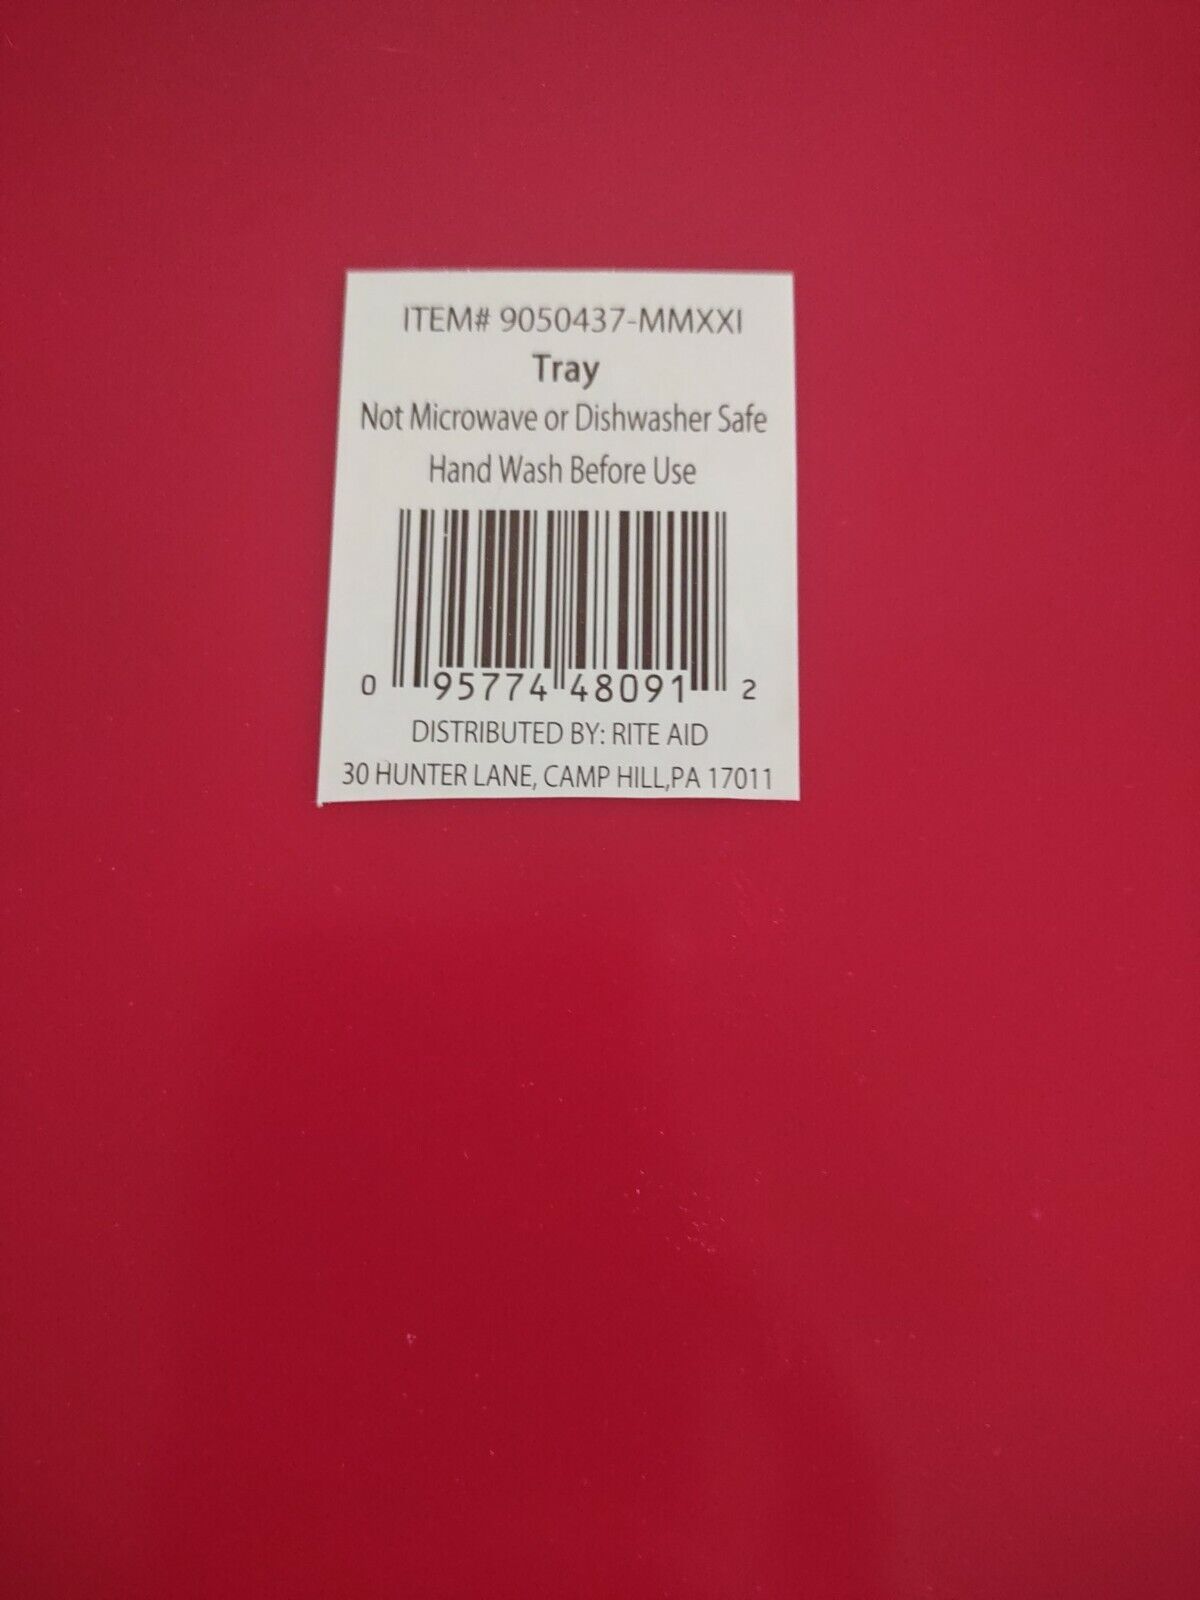 ITEM# 9050437-MMXXI
Tray
Not Microwave or Dishwasher Safe
Hand Wash Before Use
0 95774 48091 2
DISTRIBUTED BY: RITE AID
30 HUNTER LANE, CAMP HILL,PA 17011